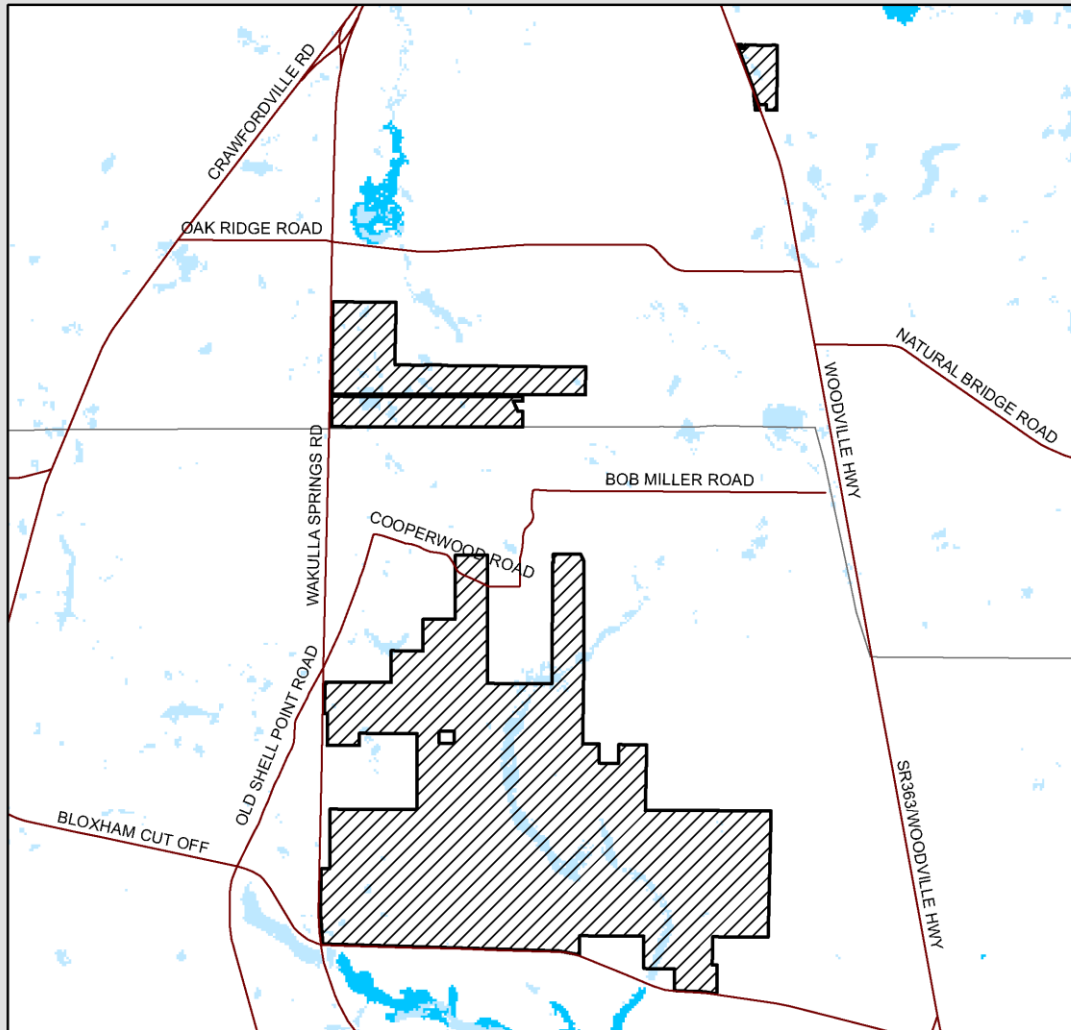 CRAWFORDVILLE RD
OAK RIDGE ROAD
NATURAL BRIDGE ROAD
WOODVILLE HWY
WAKULLA SPRINGS RD
BOB MILLER ROAD
COOPERWOOD ROAD
OLD SHELL POINT ROAD
BLOXHAM CUT OFF
SR363/WOODVILLE HWY